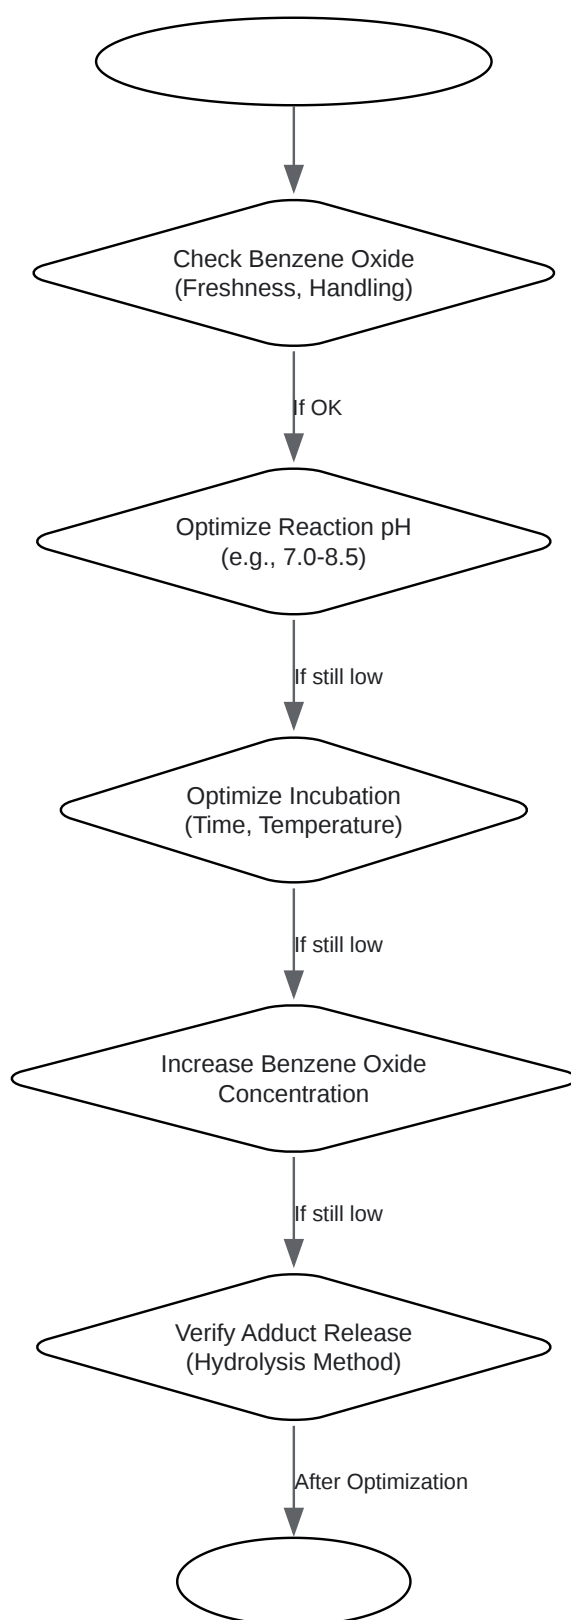 Check Benzene Oxide
(Freshness, Handling)
If OK
Optimize Reaction pH
(e.g., 7.0-8.5)
If still low
Optimize Incubation
(Time, Temperature)
If still low
Increase Benzene Oxide
Concentration
If still low
Verify Adduct Release
(Hydrolysis Method)
After Optimization